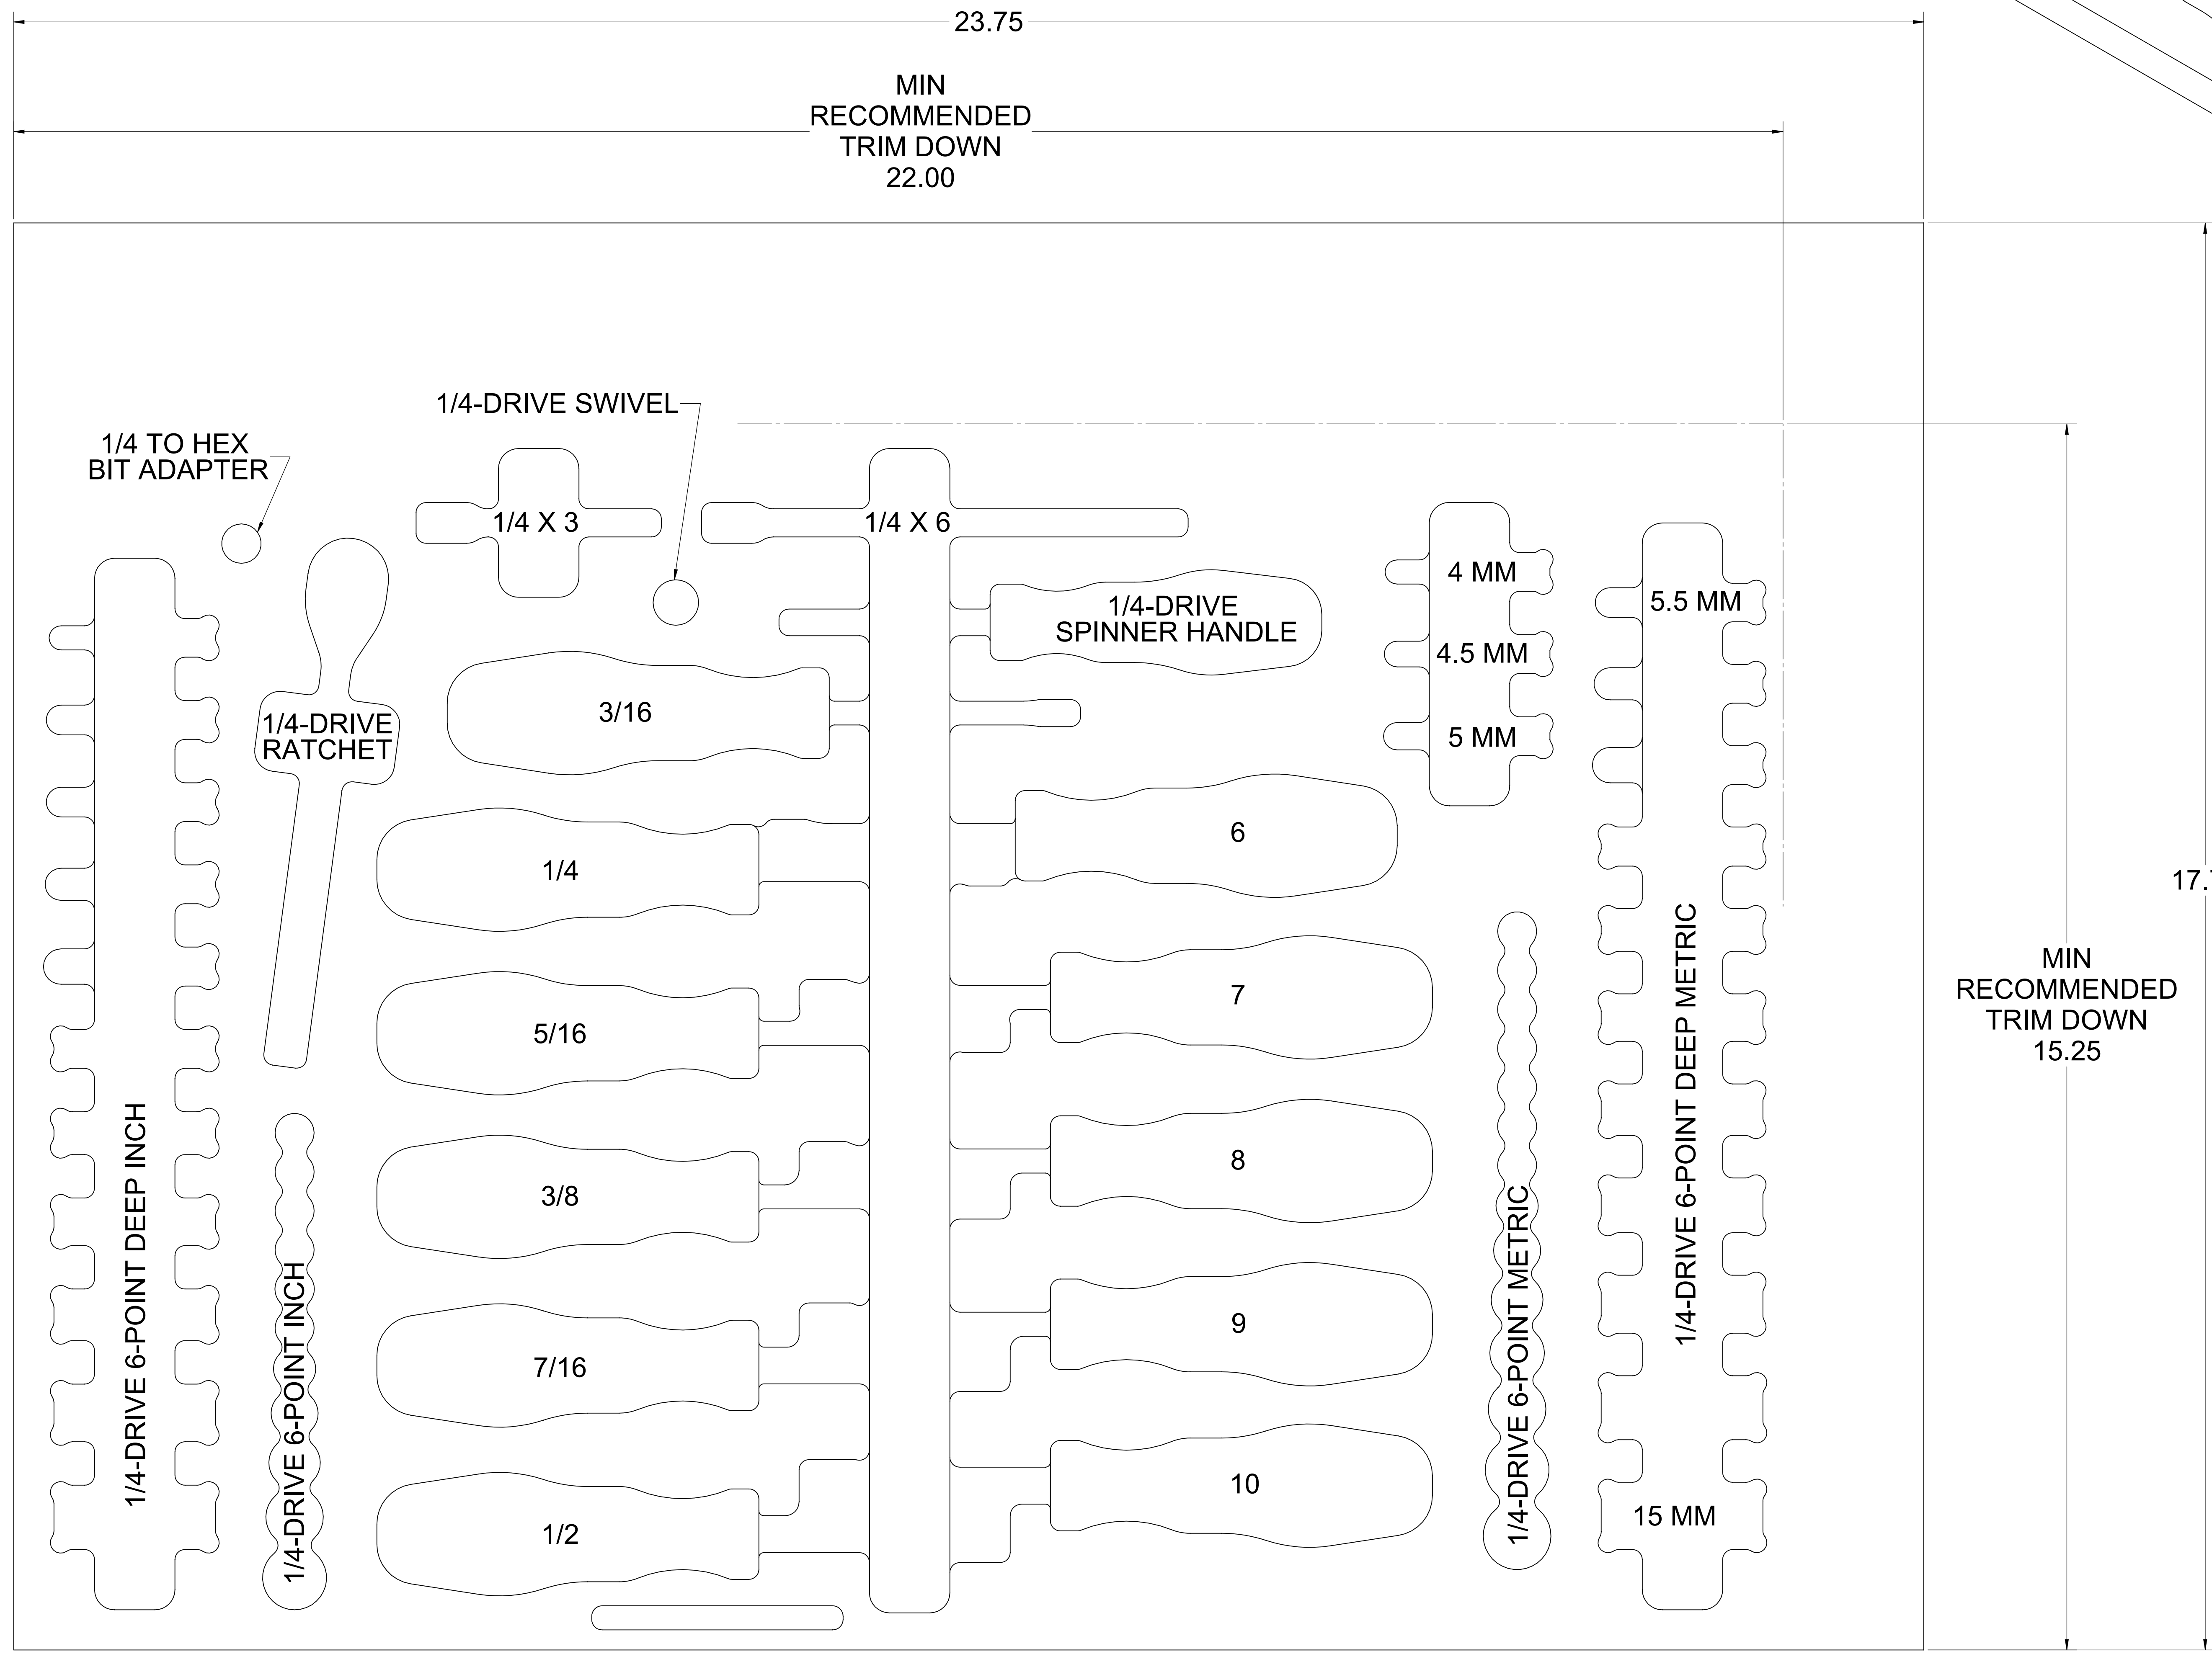 23.75
MIN
RECOMMENDED
TRIM DOWN
22.00
1/4-DRIVE SWIVEL
1/4 TO HEX
BIT ADAPTER
1/4 X 3
1/4 X 6
4 MM
4.5 MM
5 MM
5.5 MM
1/4-DRIVE
SPINNER HANDLE
1/4-DRIVE
RATCHET
3/16
1/4
5/16
3/8
7/16
1/2
6
7
8
9
10
1/4-DRIVE 6-POINT DEEP INCH
1/4-DRIVE 6-POINT INCH
1/4-DRIVE 6-POINT METRIC
1/4-DRIVE 6-POINT DEEP METRIC
15 MM
MIN
RECOMMENDED
TRIM DOWN
15.25